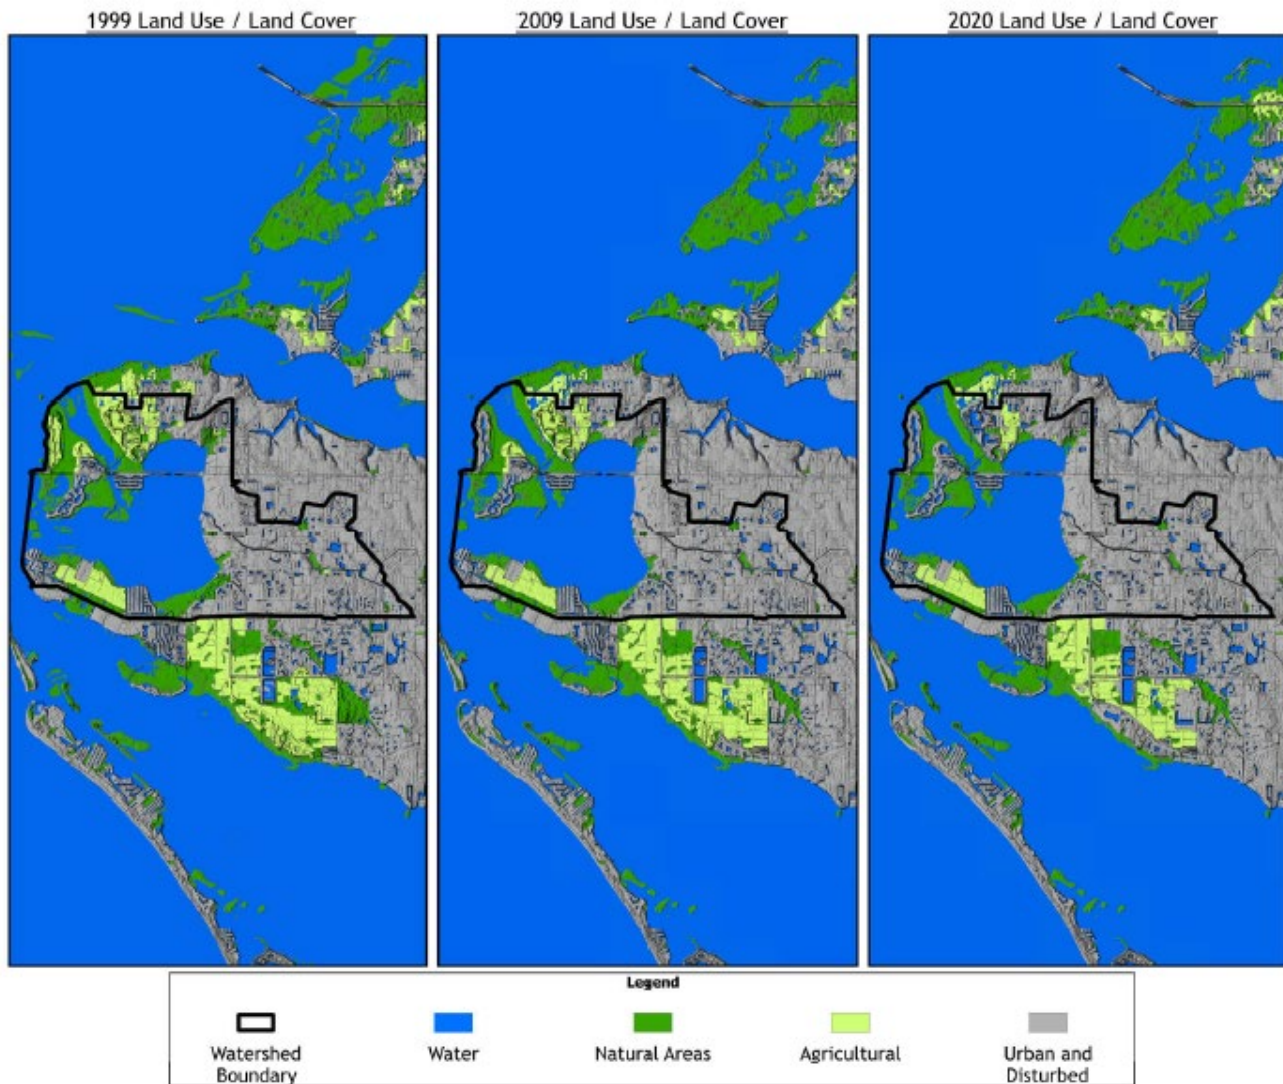 1999 Land Use / Land Cover
2009 Land Use / Land Cover
2020 Land Use / Land Cover
Legend
Watershed
Boundary
Water
Natural Areas
Agricultural
Urban and
Disturbed